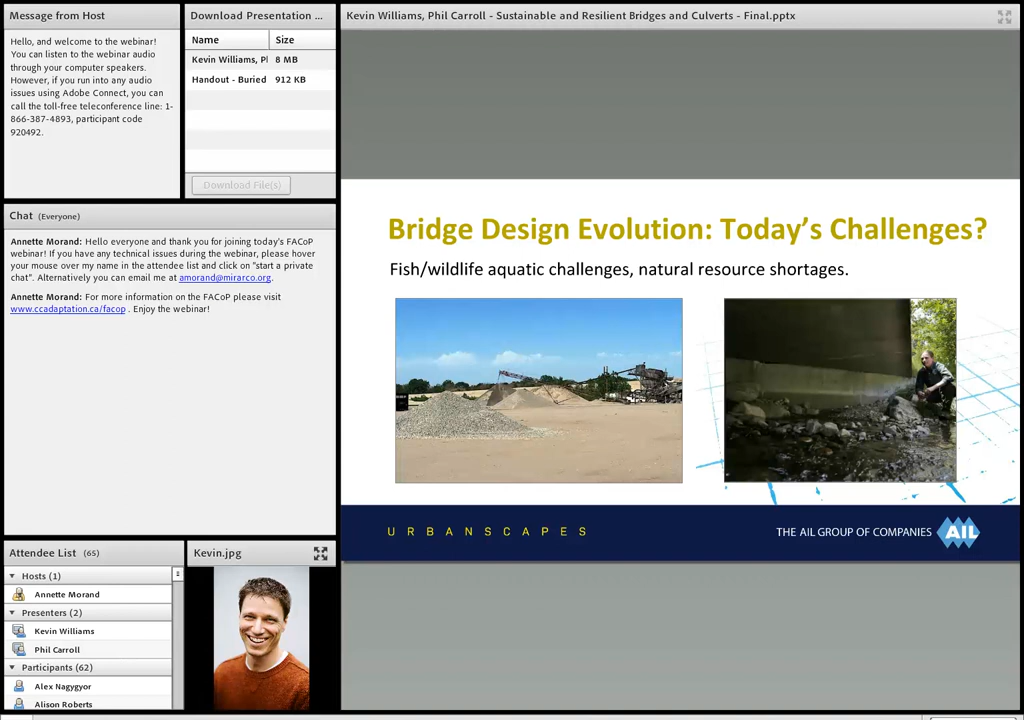 Message from Host
Hello, and welcome to the webinar!
You can listen to the webinar audio
through your computer speakers.
However, if you run into any audio
issues using Adobe Connect, you can
call the toll-free teleconference line: 1-
866-387-4893, participant code
920492.
Download Presentation ...
Name Size
Kevin Williams, Pl 8 MB
Handout - Buried 912 KB
Download File(s)
Chat (Everyone)
Annette Morand: Hello everyone and thank you for joining today's FACoP
webinar! If you have any technical issues during the webinar, please hover
your mouse over my name in the attendee list and click on "start a private
chat". Alternatively you can email me at amorand@mirarco.org.
Annette Morand: For more information on the FACoP please visit
www.ccadaptation.ca/facop . Enjoy the webinar!
Attendee List (65)
Hosts (1)
Annette Morand
Presenters (2)
Kevin Williams
Phil Carroll
Participants (62)
Alex Nagygyor
Alison Roberts
Kevin.jpg
Kevin Williams, Phil Carroll - Sustainable and Resilient Bridges and Culverts - Final.pptx
Bridge Design Evolution: Today's Challenges?
Fish/wildlife aquatic challenges, natural resource shortages.
URBANSCAPES
THE AIL GROUP OF COMPANIES AIL